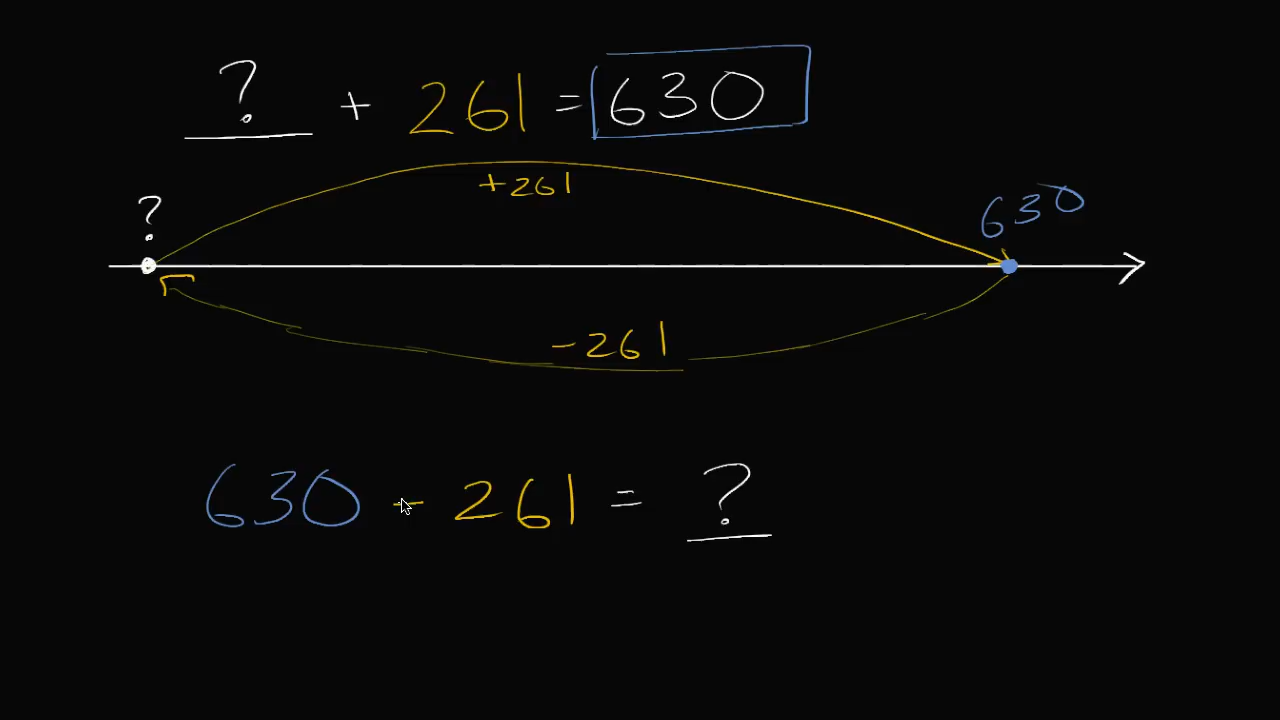 ? + 261 = 630
+261
?
630
-261
630 - 261 = ?